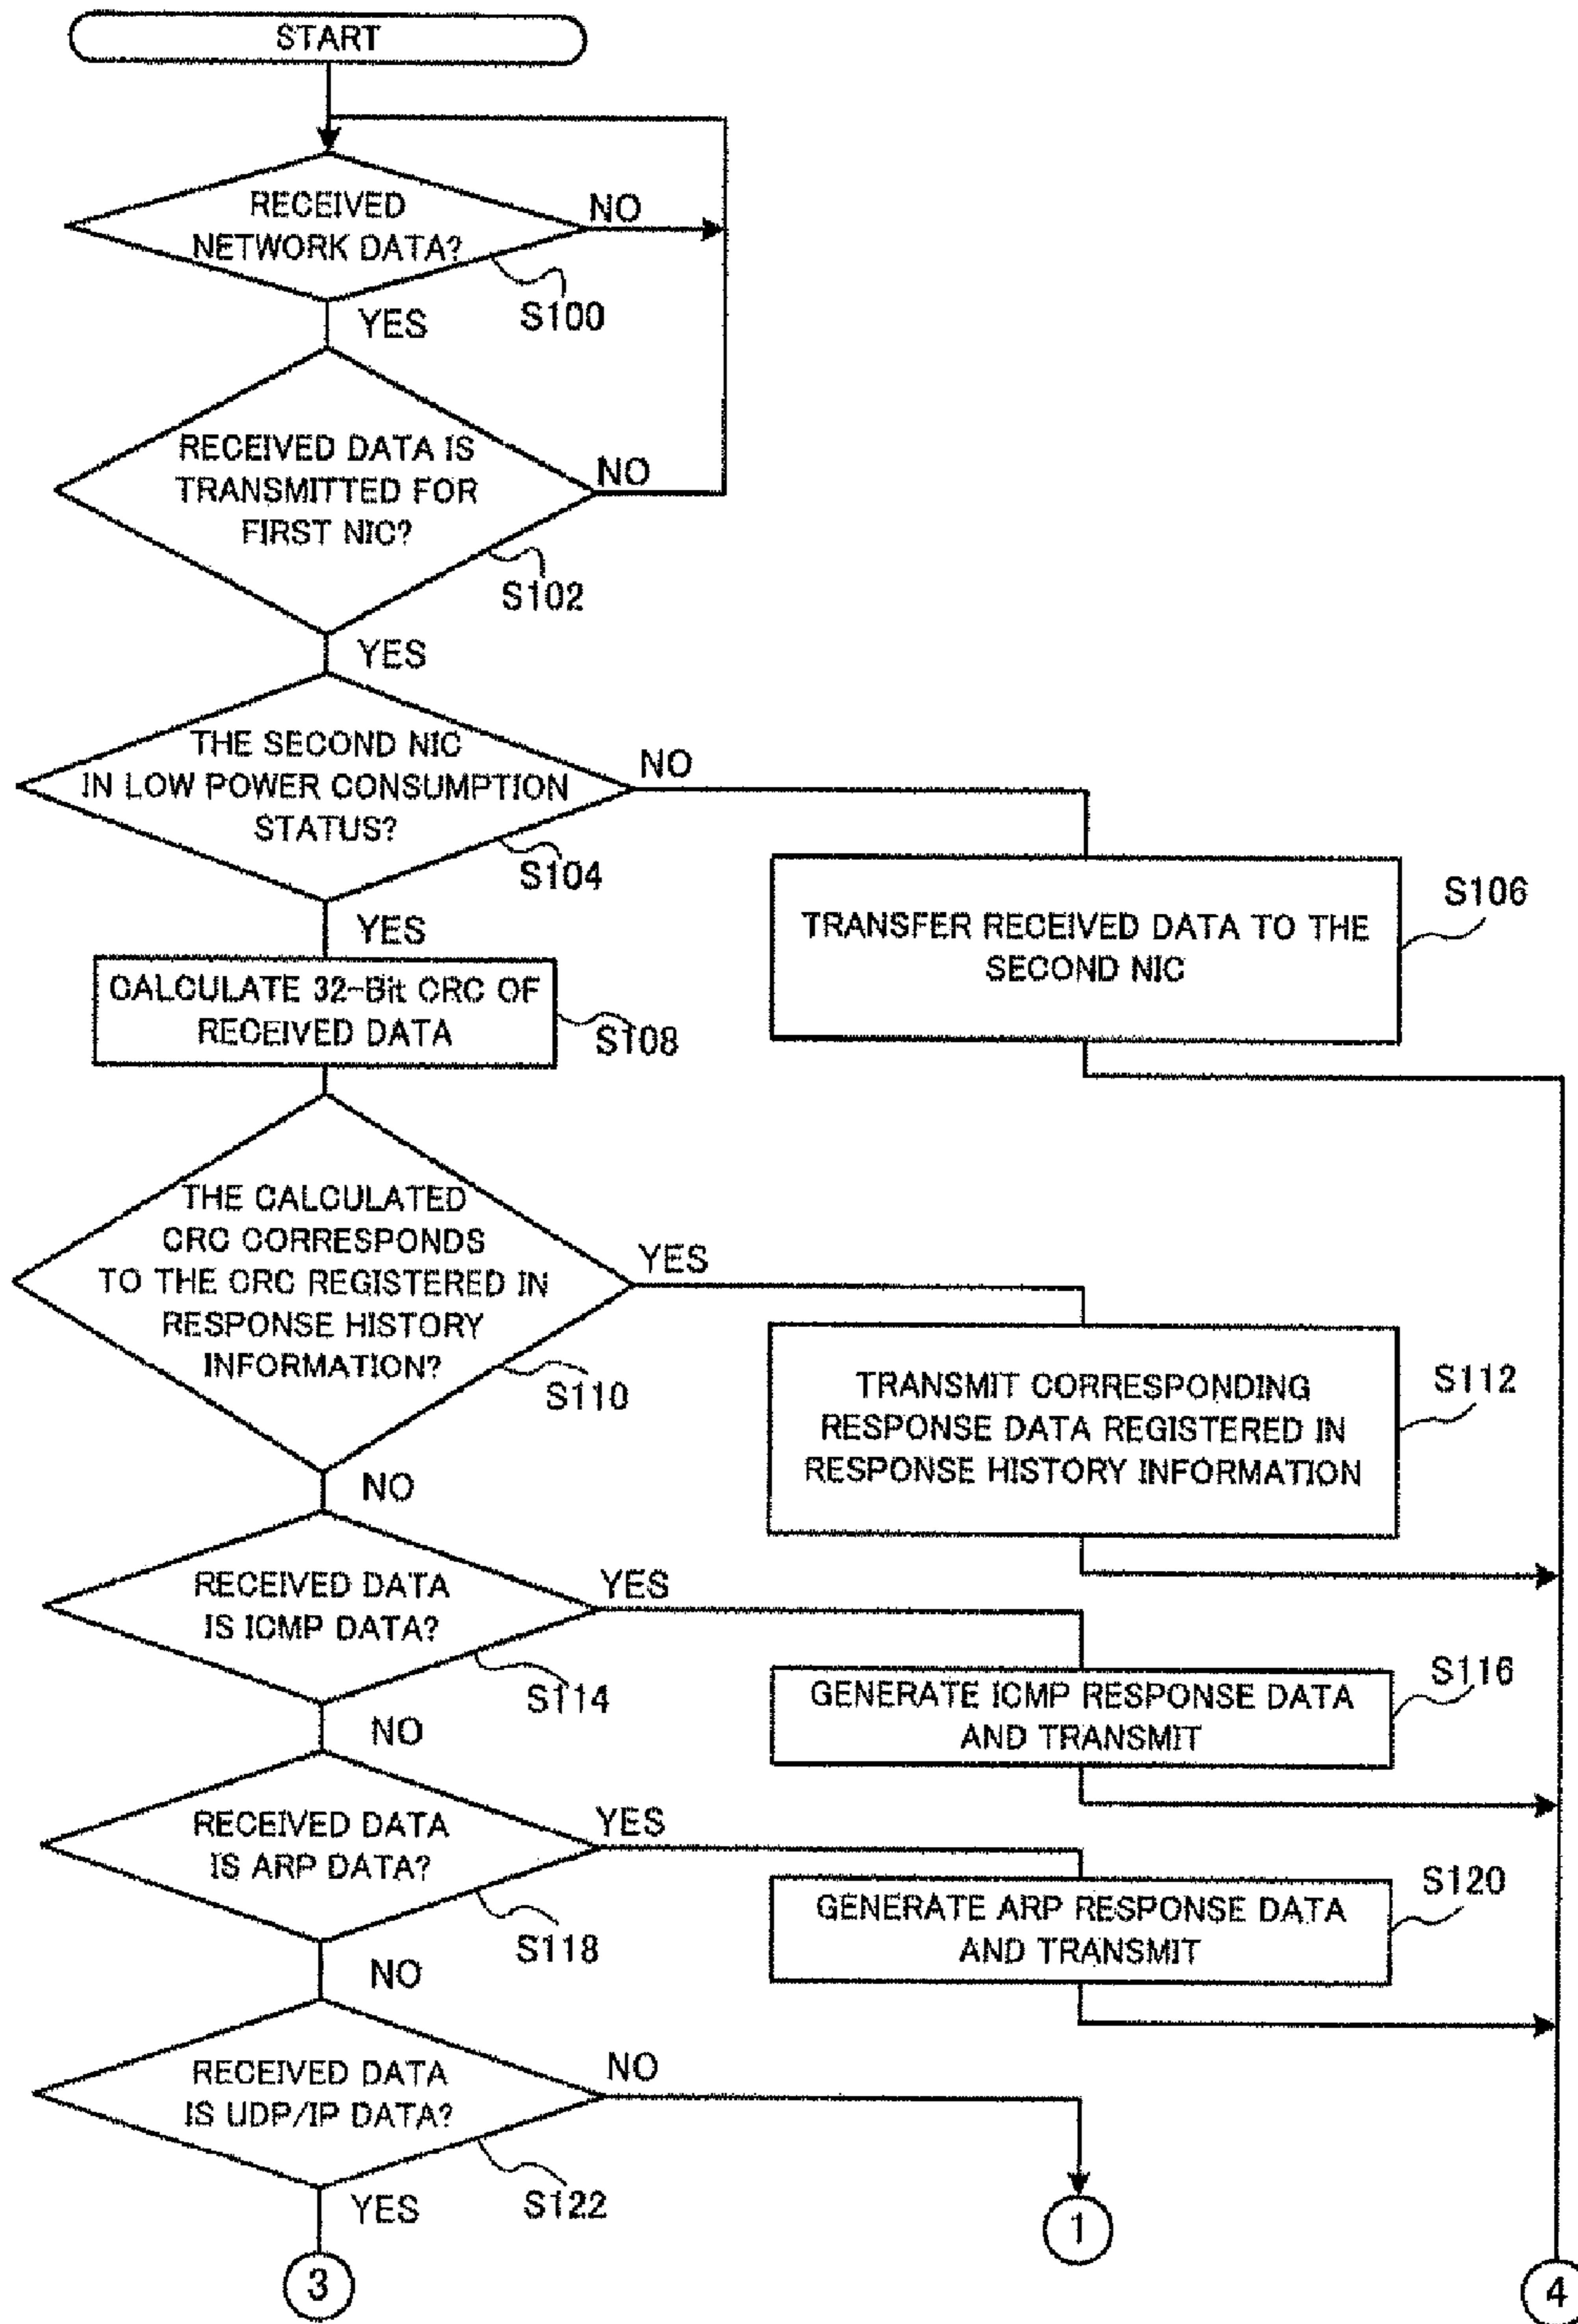 START
RECEIVED
NETWORK DATA?
NO
S100
YES
RECEIVED DATA IS
TRANSMITTED FOR
FIRST NIC?
NO
S102
YES
THE SECOND NIC
IN LOW POWER CONSUMPTION
STATUS?
NO
S104
YES
TRANSFER RECEIVED DATA TO THE
SECOND NIC
S106
CALCULATE 32-Bit CRC OF
RECEIVED DATA
S108
THE CALCULATED
CRC CORRESPONDS
TO THE CRC REGISTERED IN
RESPONSE HISTORY
INFORMATION?
YES
S110
NO
TRANSMIT CORRESPONDING
RESPONSE DATA REGISTERED IN
RESPONSE HISTORY INFORMATION
S112
RECEIVED DATA
IS ICMP DATA?
YES
S114
NO
GENERATE ICMP RESPONSE DATA
AND TRANSMIT
S116
RECEIVED DATA
IS ARP DATA?
YES
S118
NO
GENERATE ARP RESPONSE DATA
AND TRANSMIT
S120
RECEIVED DATA
IS UDP/IP DATA?
NO
S122
YES
1
3
4